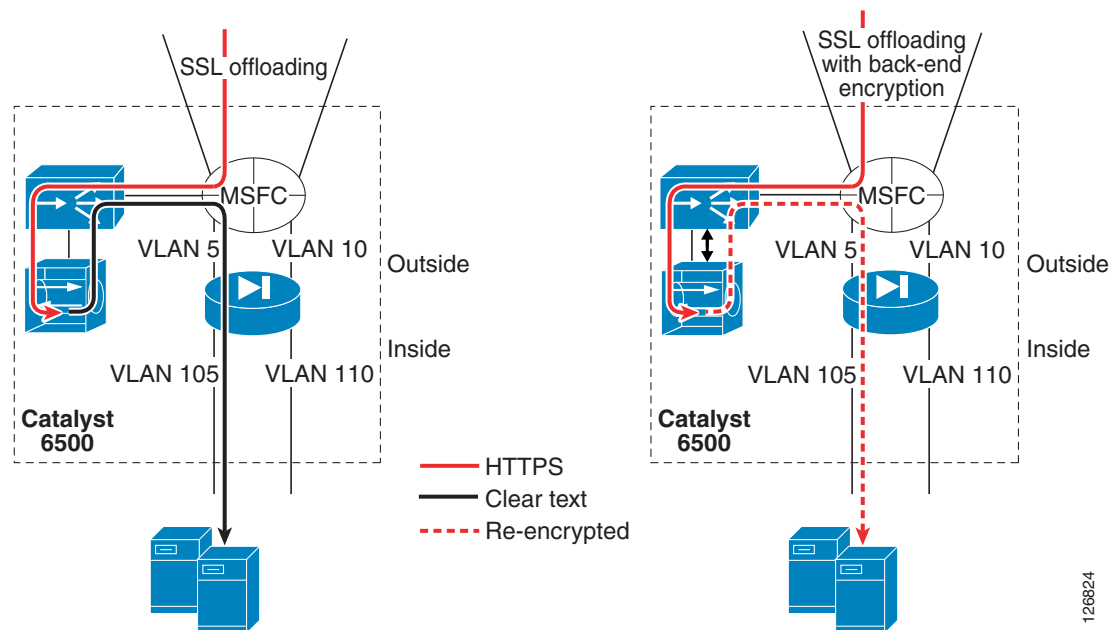 SSL offloading
MSFC
VLAN 5
VLAN 10
Outside
Inside
VLAN 105
VLAN 110
Catalyst
6500
HTTPS
Clear text
Re-encrypted
SSL offloading
with back-end
encryption
MSFC
VLAN 5
VLAN 10
Outside
Inside
VLAN 105
VLAN 110
Catalyst
6500
126824